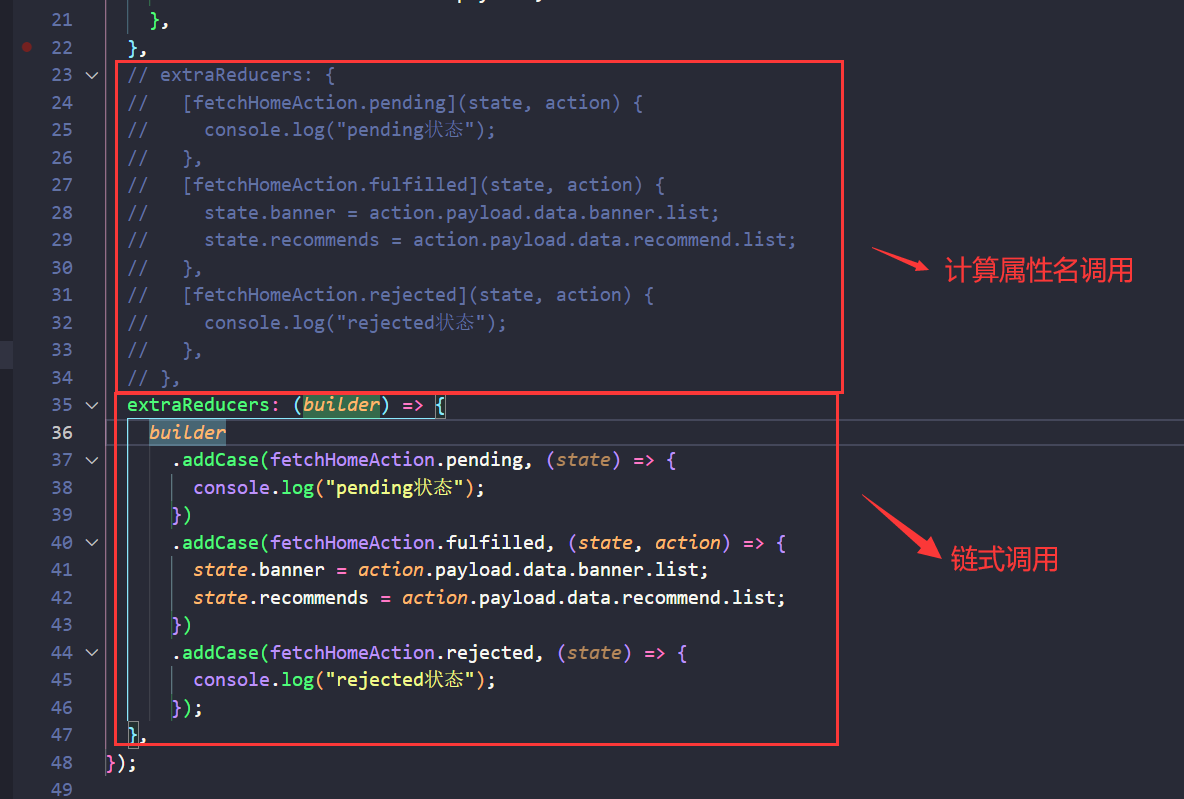 21 },
22 },
23 // extraReducers: {
24 //   [fetchHomeAction.pending](state, action) {
25 //     console.log("pending状态");
26 //   },
27 //   [fetchHomeAction.fulfilled](state, action) {
28 //     state.banner = action.payload.data.banner.list;
29 //     state.recommends = action.payload.data.recommend.list;
30 //   },
31 //   [fetchHomeAction.rejected](state, action) {
32 //     console.log("rejected状态");
33 //   },
34 // },
计算属性名调用
35 extraReducers: (builder) => {
36   builder
37     .addCase(fetchHomeAction.pending, (state) => {
38       console.log("pending状态");
39     })
40     .addCase(fetchHomeAction.fulfilled, (state, action) => {
41       state.banner = action.payload.data.banner.list;
42       state.recommends = action.payload.data.recommend.list;
43     })
44     .addCase(fetchHomeAction.rejected, (state) => {
45       console.log("rejected状态");
46     });
47 },
链式调用
48 });
49